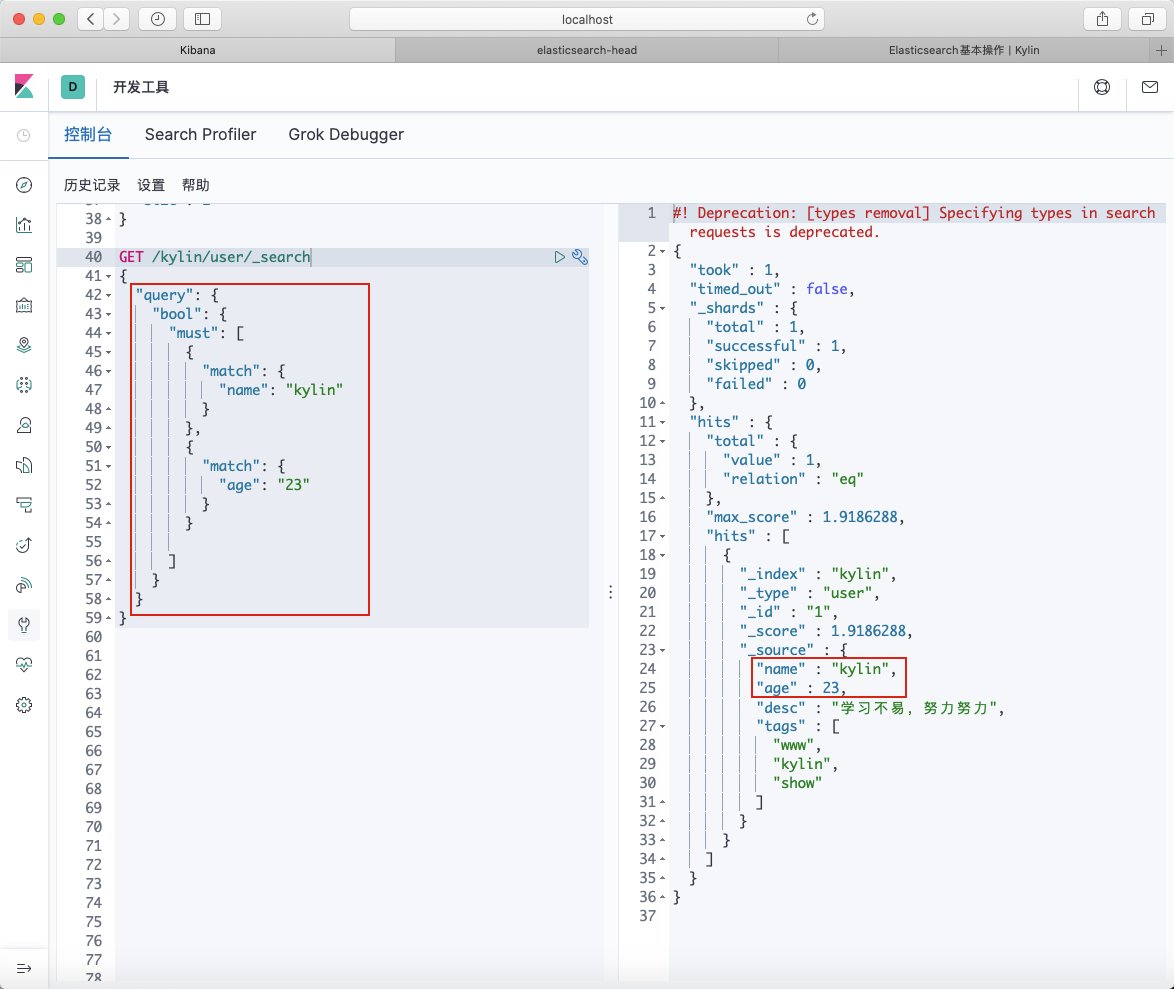 localhost
Kibana
elasticsearch-head
Elasticsearch基本操作 | Kylin
D
开发工具
控制台
Search Profiler
Grok Debugger
历史记录
设置
帮助
38 }
39
40 GET /kylin/user/_search
41 {
42 "query": {
43 "bool": {
44 "must": [
45 {
46 "match": {
47 "name": "kylin"
48 }
49 },
50 {
51 "match": {
52 "age": "23"
53 }
54 }
55
56 ]
57 }
58 }
59 }
60
61
62
63
64
65
66
67
68
69
70
71
72
73
74
75
76
77
78
1 #! Deprecation: [types removal] Specifying types in search
requests is deprecated.
2 {
3 "took" : 1,
4 "timed_out" : false,
5 "_shards" : {
6 "total" : 1,
7 "successful" : 1,
8 "skipped" : 0,
9 "failed" : 0
10 },
11 "hits" : {
12 "total" : {
13 "value" : 1,
14 "relation" : "eq"
15 },
16 "max_score" : 1.9186288,
17 "hits" : [
18 {
19 "_index" : "kylin",
20 "_type" : "user",
21 "_id" : "1",
22 "_score" : 1.9186288,
23 "_source" : {
24 "name" : "kylin",
25 "age" : 23,
26 "desc" : "学习不易，努力努力",
27 "tags" : [
28 "www",
29 "kylin",
30 "show"
31 ]
32 }
33 }
34 ]
35 }
36 }
37